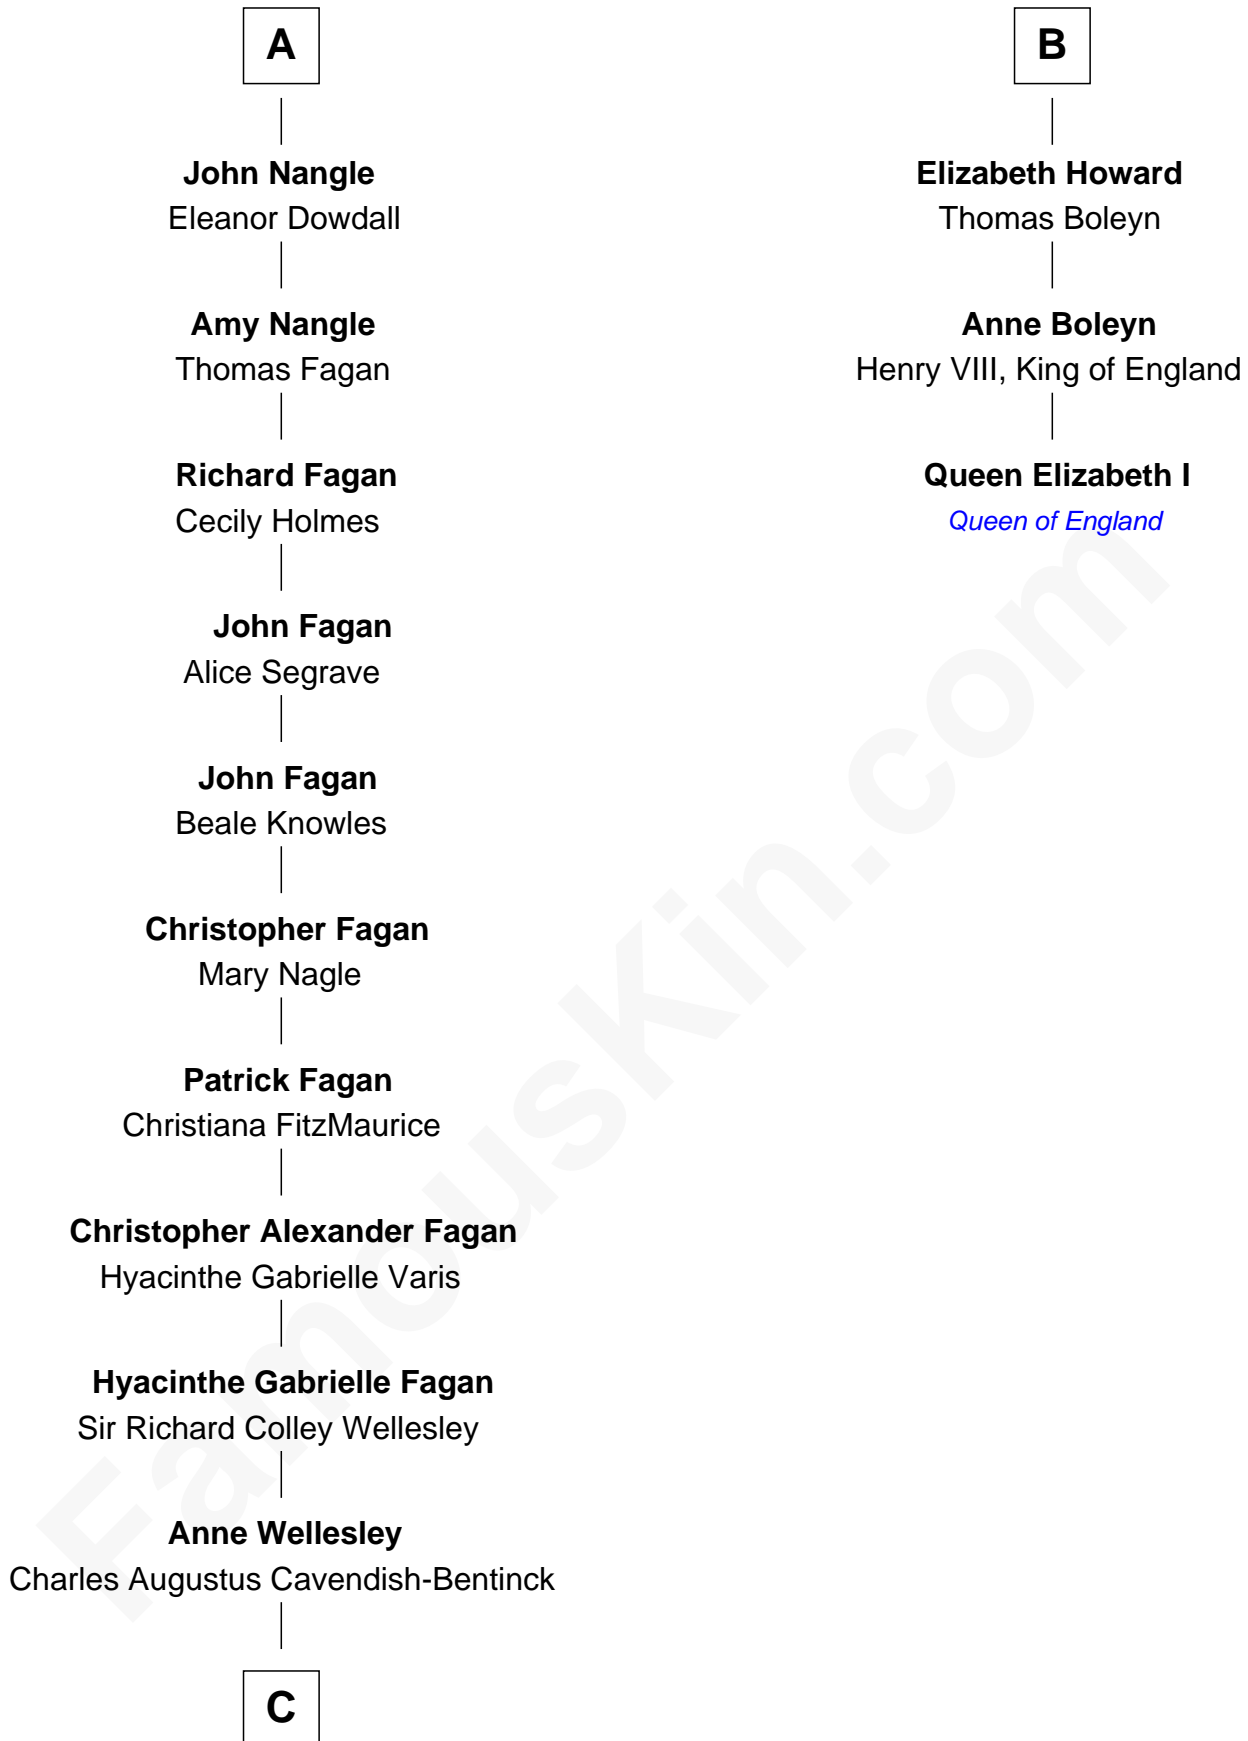 A
John Nangle
Eleanor Dowdall
Amy Nangle
Thomas Fagan
Richard Fagan
Cecily Holmes
John Fagan
Alice Segrave
John Fagan
Beale Knowles
Christopher Fagan
Mary Nagle
Patrick Fagan
Christiana FitzMaurice
Christopher Alexander Fagan
Hyacinthe Gabrielle Varis
Hyacinthe Gabrielle Fagan
Sir Richard Colley Wellesley
Anne Wellesley
Charles Augustus Cavendish-Bentinck
C
B
Elizabeth Howard
Thomas Boleyn
Anne Boleyn
Henry VIII, King of England
Queen Elizabeth I
Queen of England
FamousKin.com